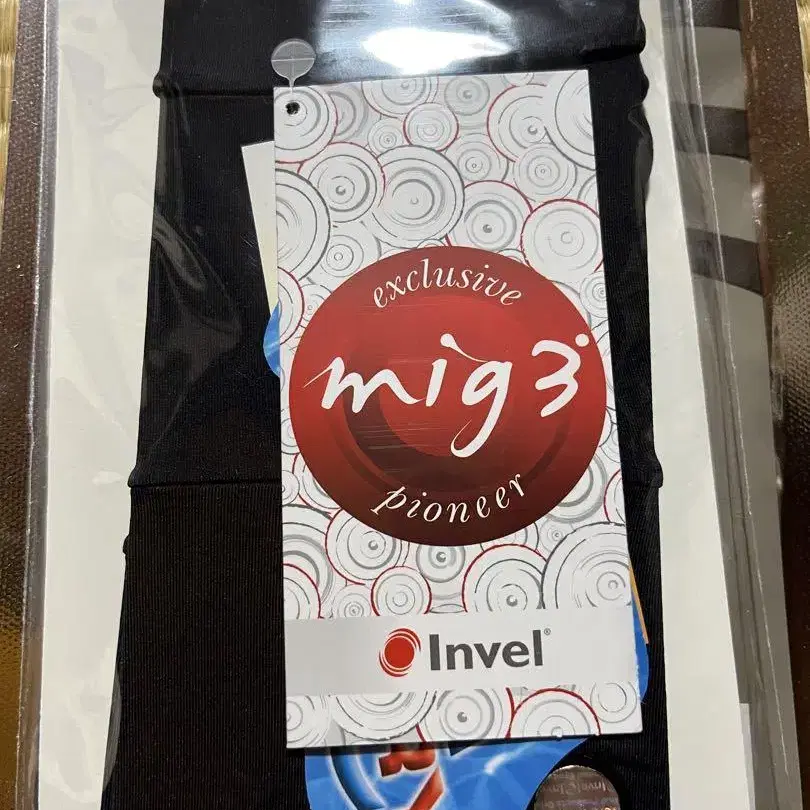 exclusive
mig3°
pioneer
Invel®